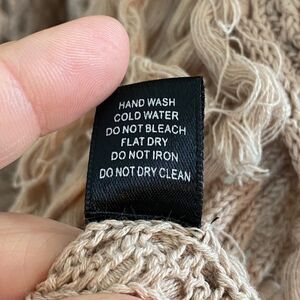 HAND WASH
COLD WATER
DO NOT BLEACH
FLAT DRY
DO NOT IRON
DO NOT DRY CLEAN